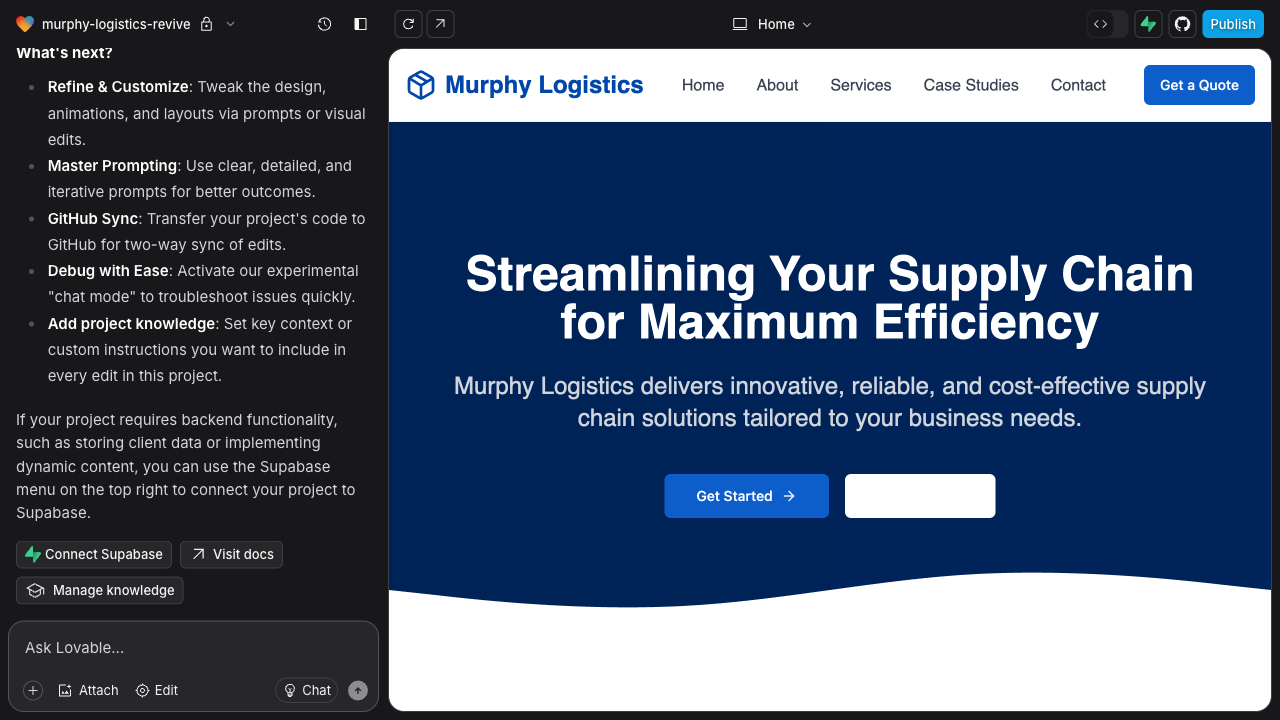 murphy-logistics-revive
Home
Publish
What's next?
Refine & Customize: Tweak the design,
animations, and layouts via prompts or visual
edits.
Master Prompting: Use clear, detailed, and
iterative prompts for better outcomes.
GitHub Sync: Transfer your project's code to
GitHub for two-way sync of edits.
Debug with Ease: Activate our experimental
"chat mode" to troubleshoot issues quickly.
Add project knowledge: Set key context or
custom instructions you want to include in
every edit in this project.
If your project requires backend functionality,
such as storing client data or implementing
dynamic content, you can use the Supabase
menu on the top right to connect your project to
Supabase.
Connect Supabase
Visit docs
Manage knowledge
Ask Lovable...
Attach
Edit
Chat
Murphy Logistics
Home
About
Services
Case Studies
Contact
Get a Quote
Streamlining Your Supply Chain
for Maximum Efficiency
Murphy Logistics delivers innovative, reliable, and cost-effective supply
chain solutions tailored to your business needs.
Get Started